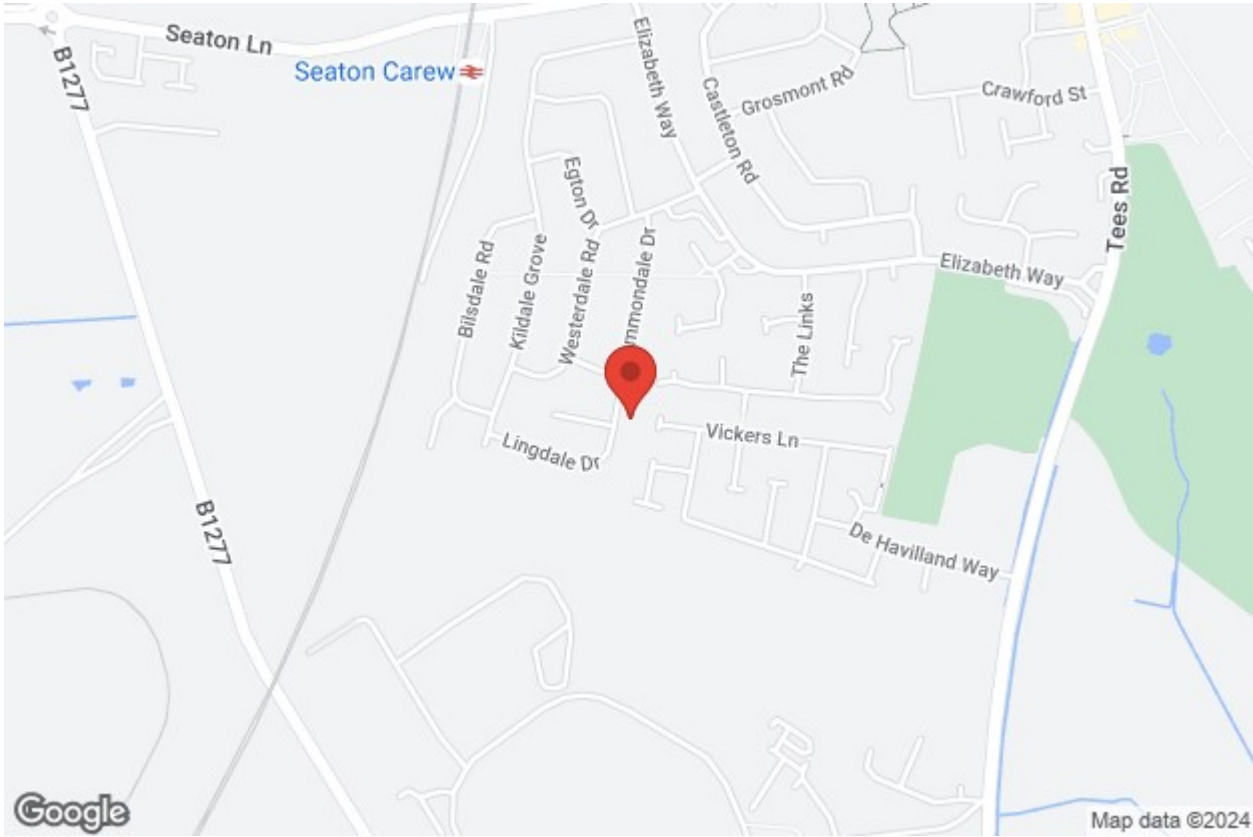 Seaton Ln
B1277
Seaton Carew
Elizabeth Way
Castleton Rd
Grosmont Rd
Crawford St
Tees Rd
Egton Dr
Bilsdale Rd
Kildale Grove
Westerdale Rd
mmondale Dr
Elizabeth Way
The Links
Vickers Ln
Lingdale Dr
B1277
De Havilland Way
Google
Map data ©2024